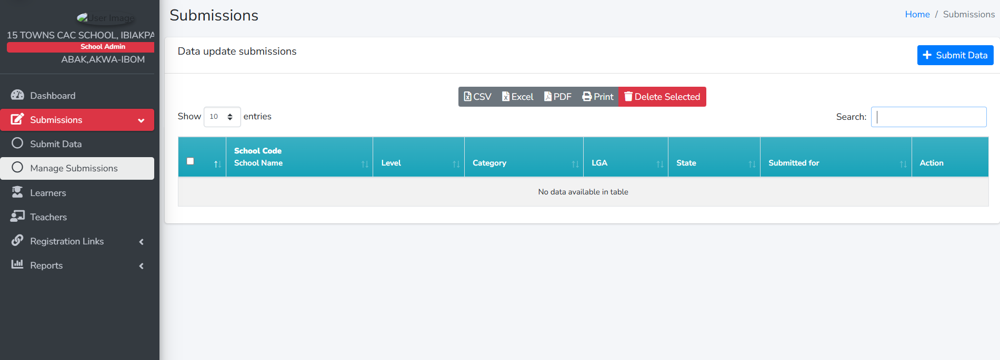 User Image
15 TOWNS CAC SCHOOL, IBIAKPA
School Admin
ABAK,AKWA-IBOM
Dashboard
Submissions
Submit Data
Manage Submissions
Learners
Teachers
Registration Links
Reports
Submissions
Home / Submissions
Data update submissions
Submit Data
CSV Excel PDF Print Delete Selected
Show 10 entries
Search:
School Code
School Name Level Category LGA State Submitted for Action
No data available in table